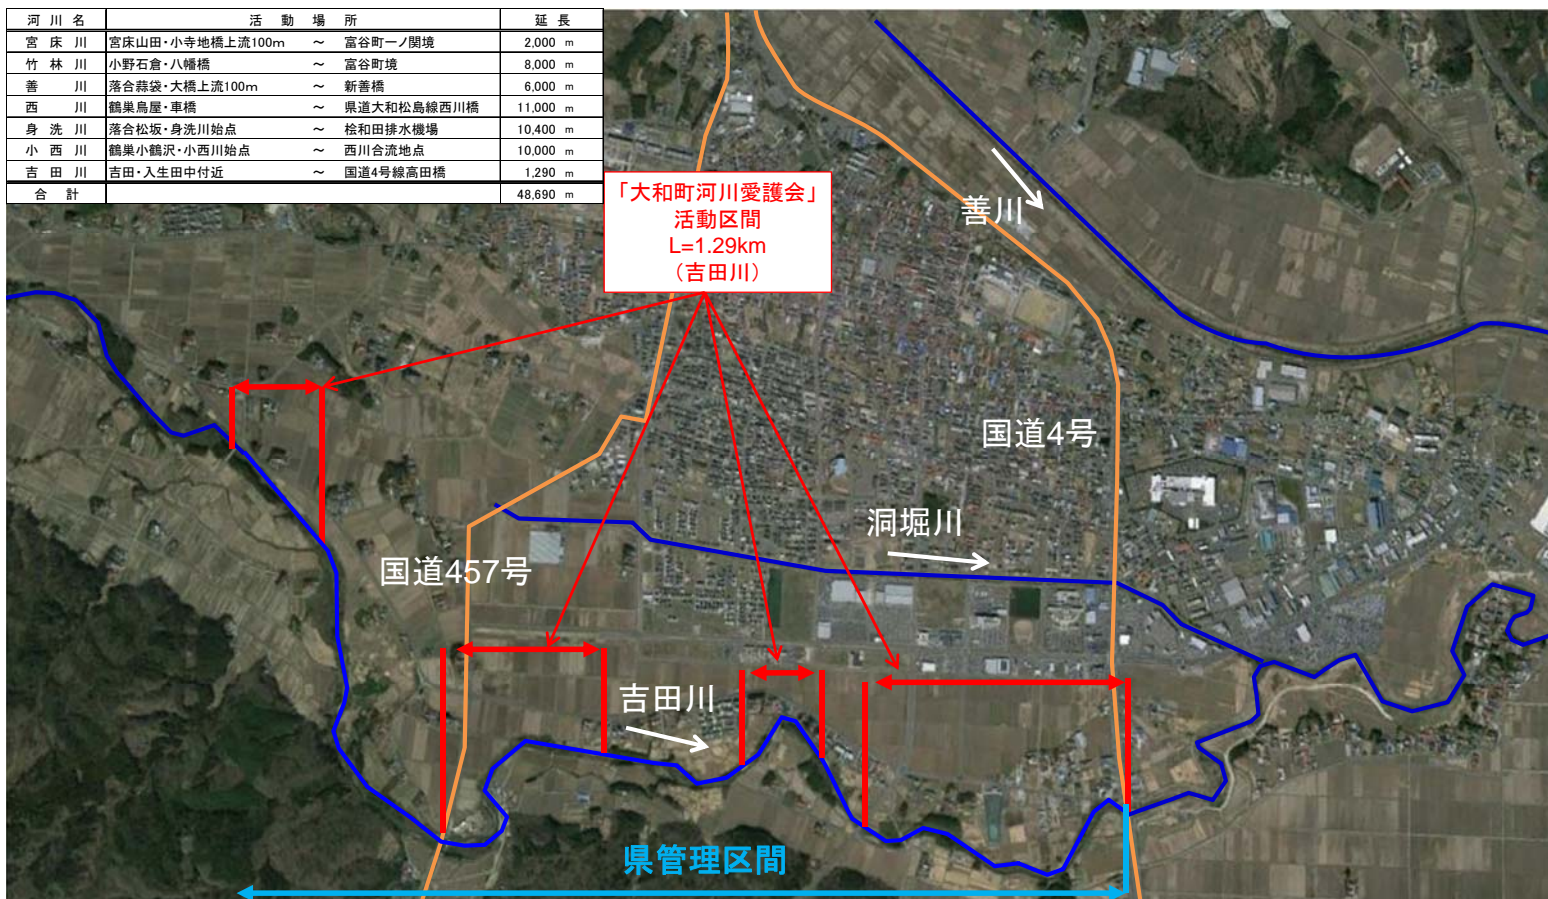 河川名 活動場所 延長
宮床川 宮床山田・小寺地橋上流100m ～ 富谷町一ノ関境 2,000 m
竹林川 小野石倉・八幡橋 ～ 富谷町境 8,000 m
善川 落合蒜袋・大橋上流100m ～ 新善橋 6,000 m
西川 鶴巣鳥屋・車橋 ～ 県道大和松島線西川橋 11,000 m
身洗川 落合松坂・身洗川始点 ～ 桧和田排水機場 10,400 m
小西川 鶴巣小鶴沢・小西川始点 ～ 西川合流地点 10,000 m
吉田川 吉田・入生田中付近 ～ 国道4号線高田橋 1,290 m
合計 48,690 m
「大和町河川愛護会」
活動区間
L=1.29km
（吉田川）
善川
国道4号
洞堀川
国道457号
吉田川
県管理区間